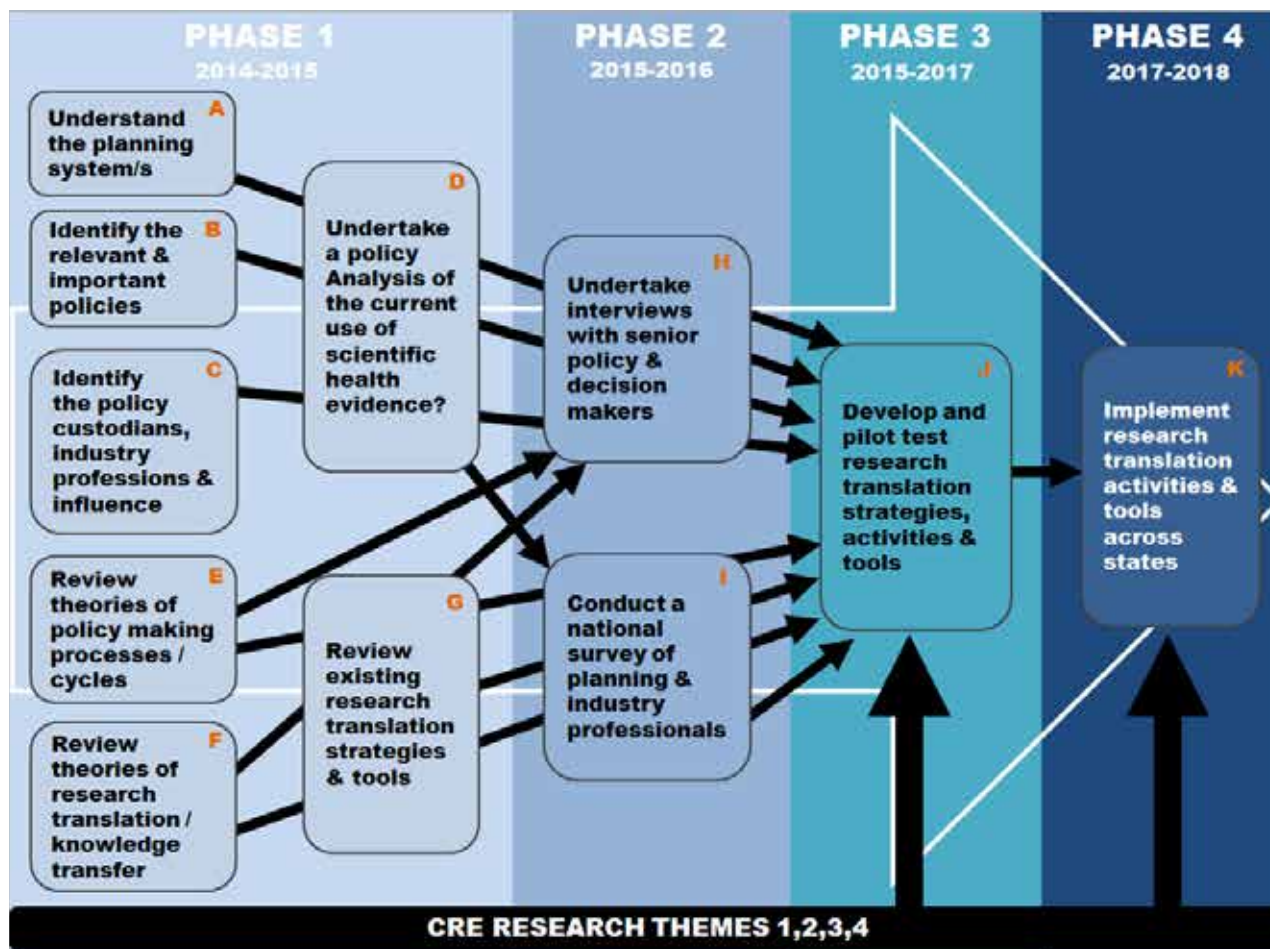 PHASE 1
2014-2015
PHASE 2
2015-2016
PHASE 3
2015-2017
PHASE 4
2017-2018
A
Understand
the planning
system/s
B
Identify the
relevant &
important
policies
C
Identify
the policy
custodians,
industry
professions &
influence
D
Undertake
a policy
Analysis of
the current
use of
scientific
health
evidence?
E
Review
theories of
policy making
processes /
cycles
F
Review
theories of
research
translation /
knowledge
transfer
G
Review
existing
research
translation
strategies
& tools
H
Undertake
interviews
with senior
policy &
decision
makers
I
Conduct a
national
survey of
planning &
industry
professionals
J
Develop and
pilot test
research
translation
strategies,
activities &
tools
K
Implement
research
translation
activities &
tools
across
states
CRE RESEARCH THEMES 1,2,3,4